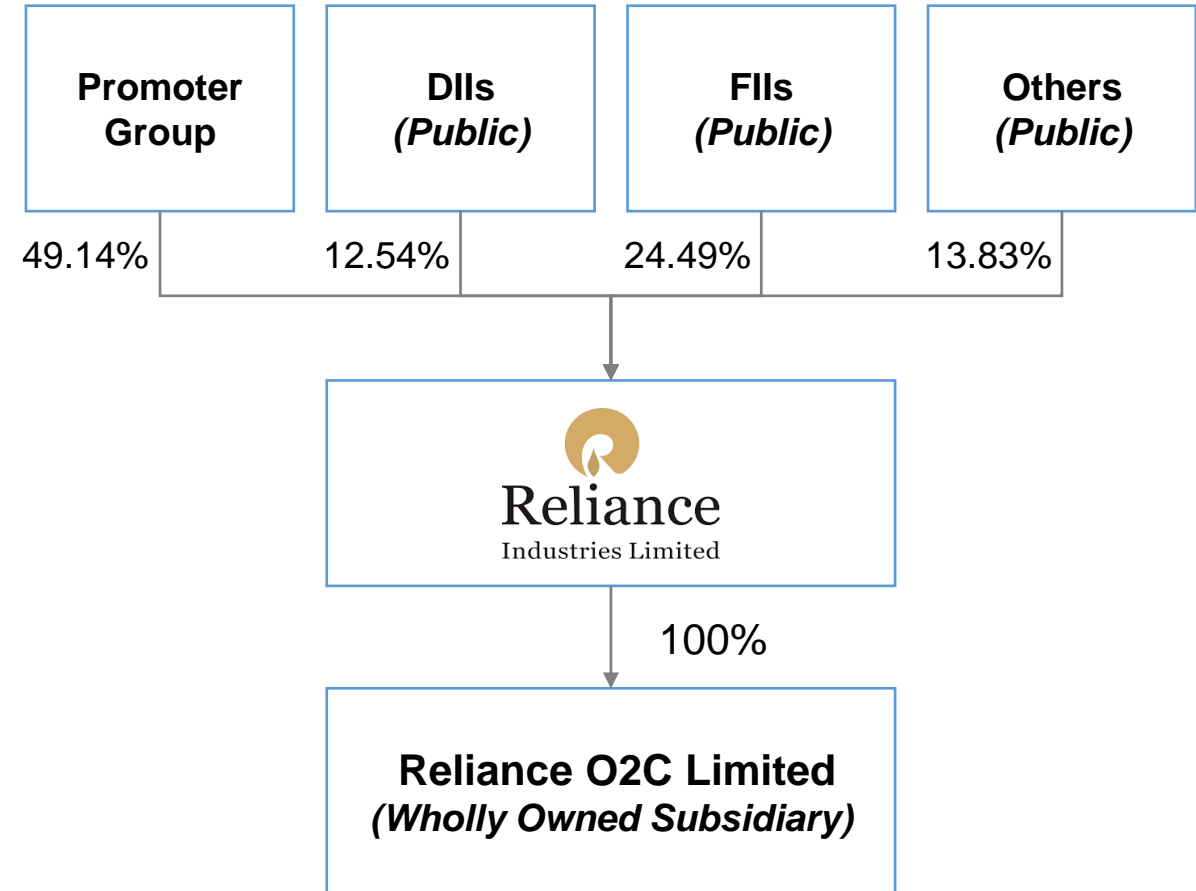 Promoter
Group
DIIs
(Public)
FIIs
(Public)
Others
(Public)
49.14%
12.54%
24.49%
13.83%
Reliance
Industries Limited
100%
Reliance O2C Limited
(Wholly Owned Subsidiary)